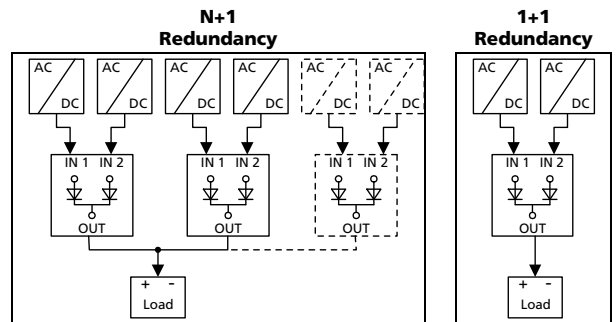 N+1
Redundancy
1+1
Redundancy
AC AC AC AC AC AC AC AC
DC DC DC DC DC DC DC DC
IN 1 IN 2 IN 1 IN 2 IN 1 IN 2 IN 1 IN 2
OUT OUT OUT OUT
+ - + -
Load Load